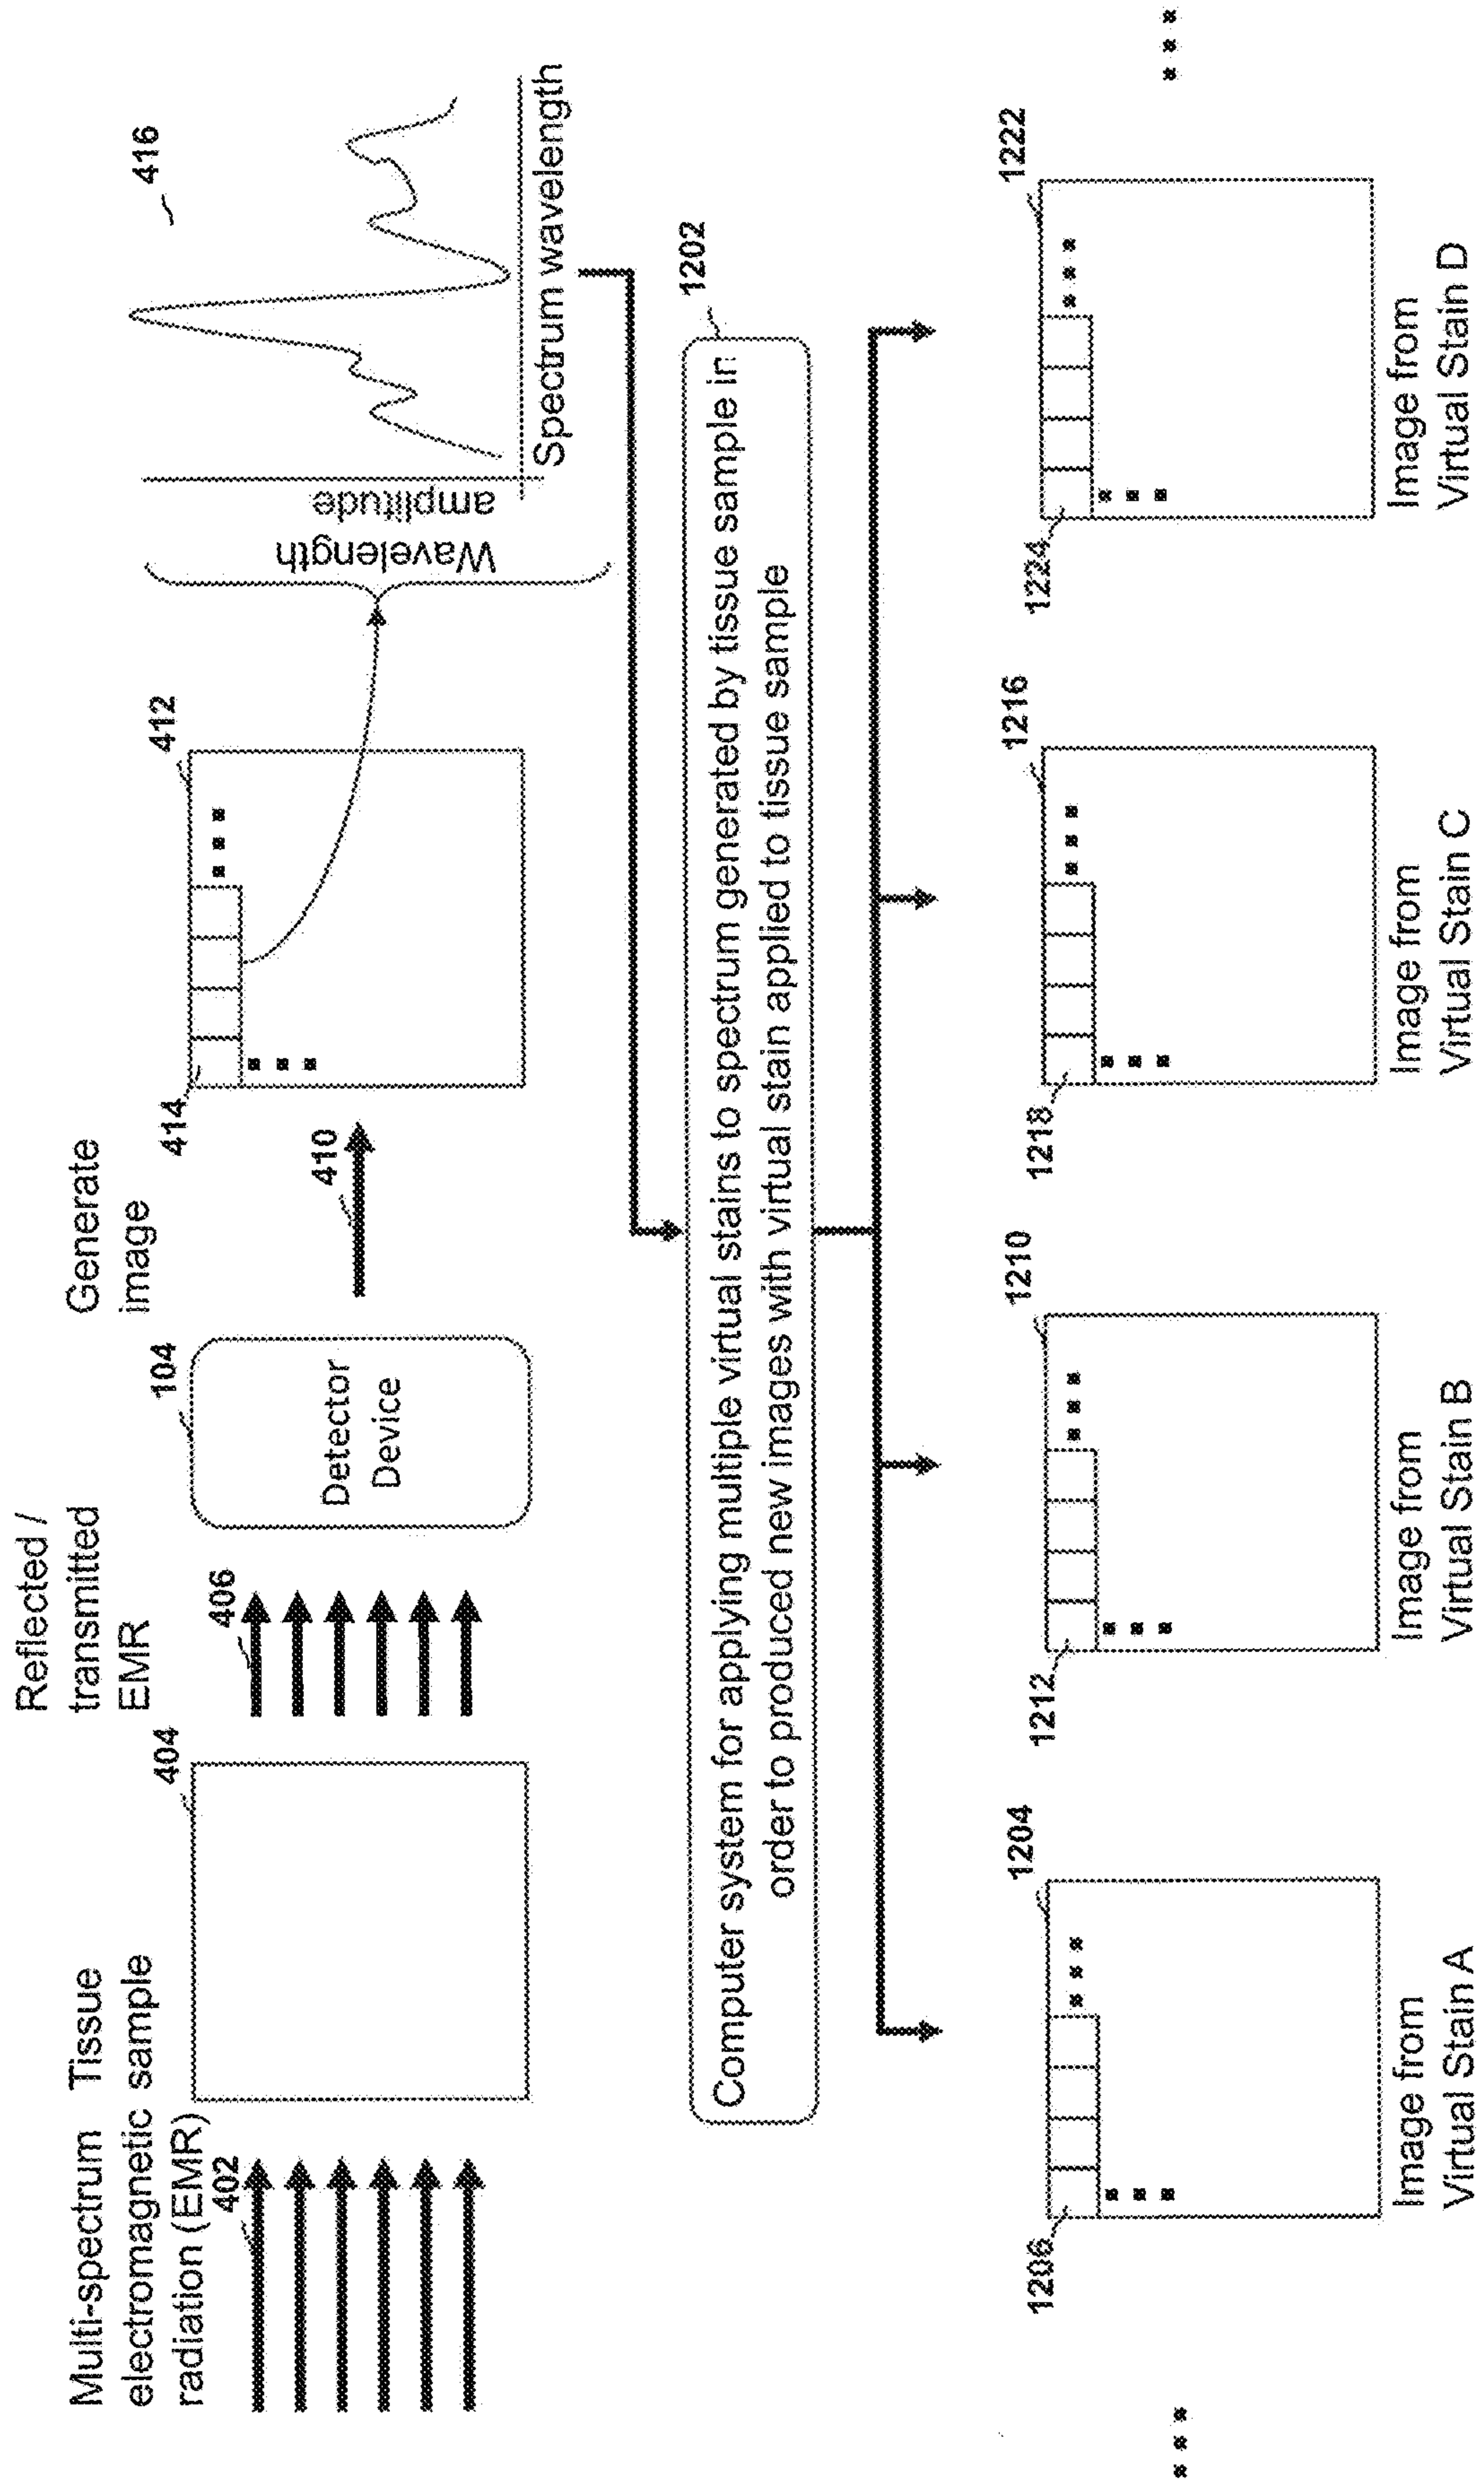 Multi-spectrum
electromagnetic
radiation (EMR)
402
Tissue
sample
404
Reflected /
transmitted
EMR
406
104
Detector
Device
Generate
image
410
414
412
416
Wavelength
amplitude
Spectrum wavelength
1202
Computer system for applying multiple virtual stains to spectrum generated by tissue sample in
order to produced new images with virtual stain applied to tissue sample
1204
1206
Image from
Virtual Stain A
1210
1212
Image from
Virtual Stain B
1216
1218
Image from
Virtual Stain C
1222
1224
Image from
Virtual Stain D